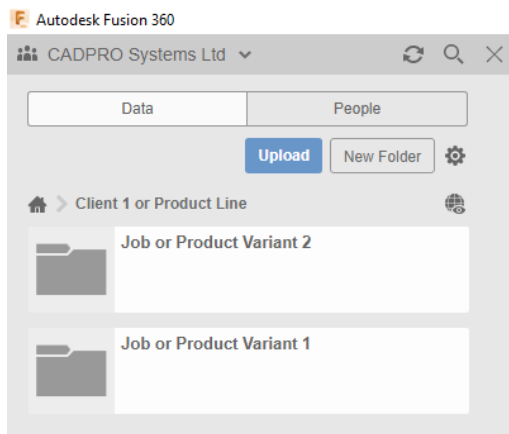 Autodesk Fusion 360
CADPRO Systems Ltd
Data
People
Upload
New Folder
Client 1 or Product Line
Job or Product Variant 2
Job or Product Variant 1